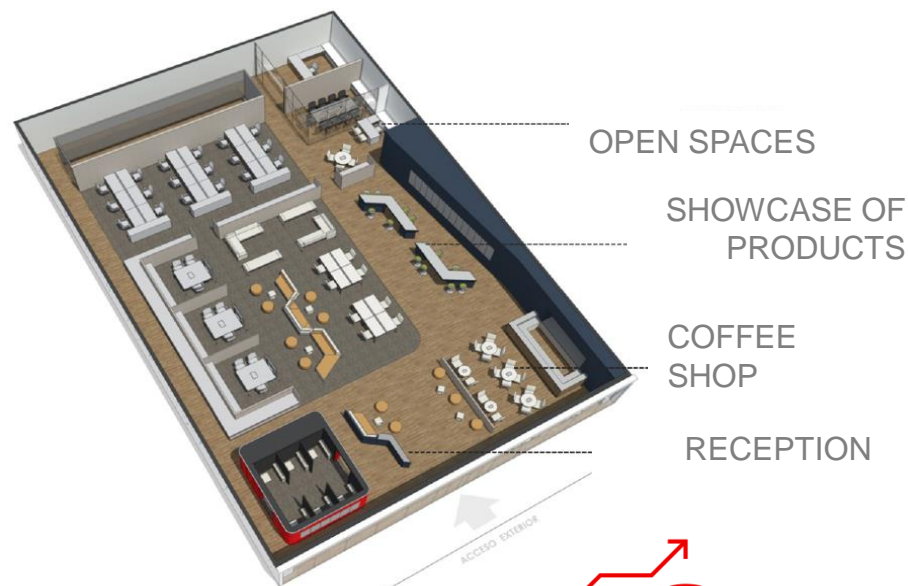 OPEN SPACES
SHOWCASE OF
PRODUCTS
COFFEE
SHOP
RECEPTION
ACCESO EXTERIOR